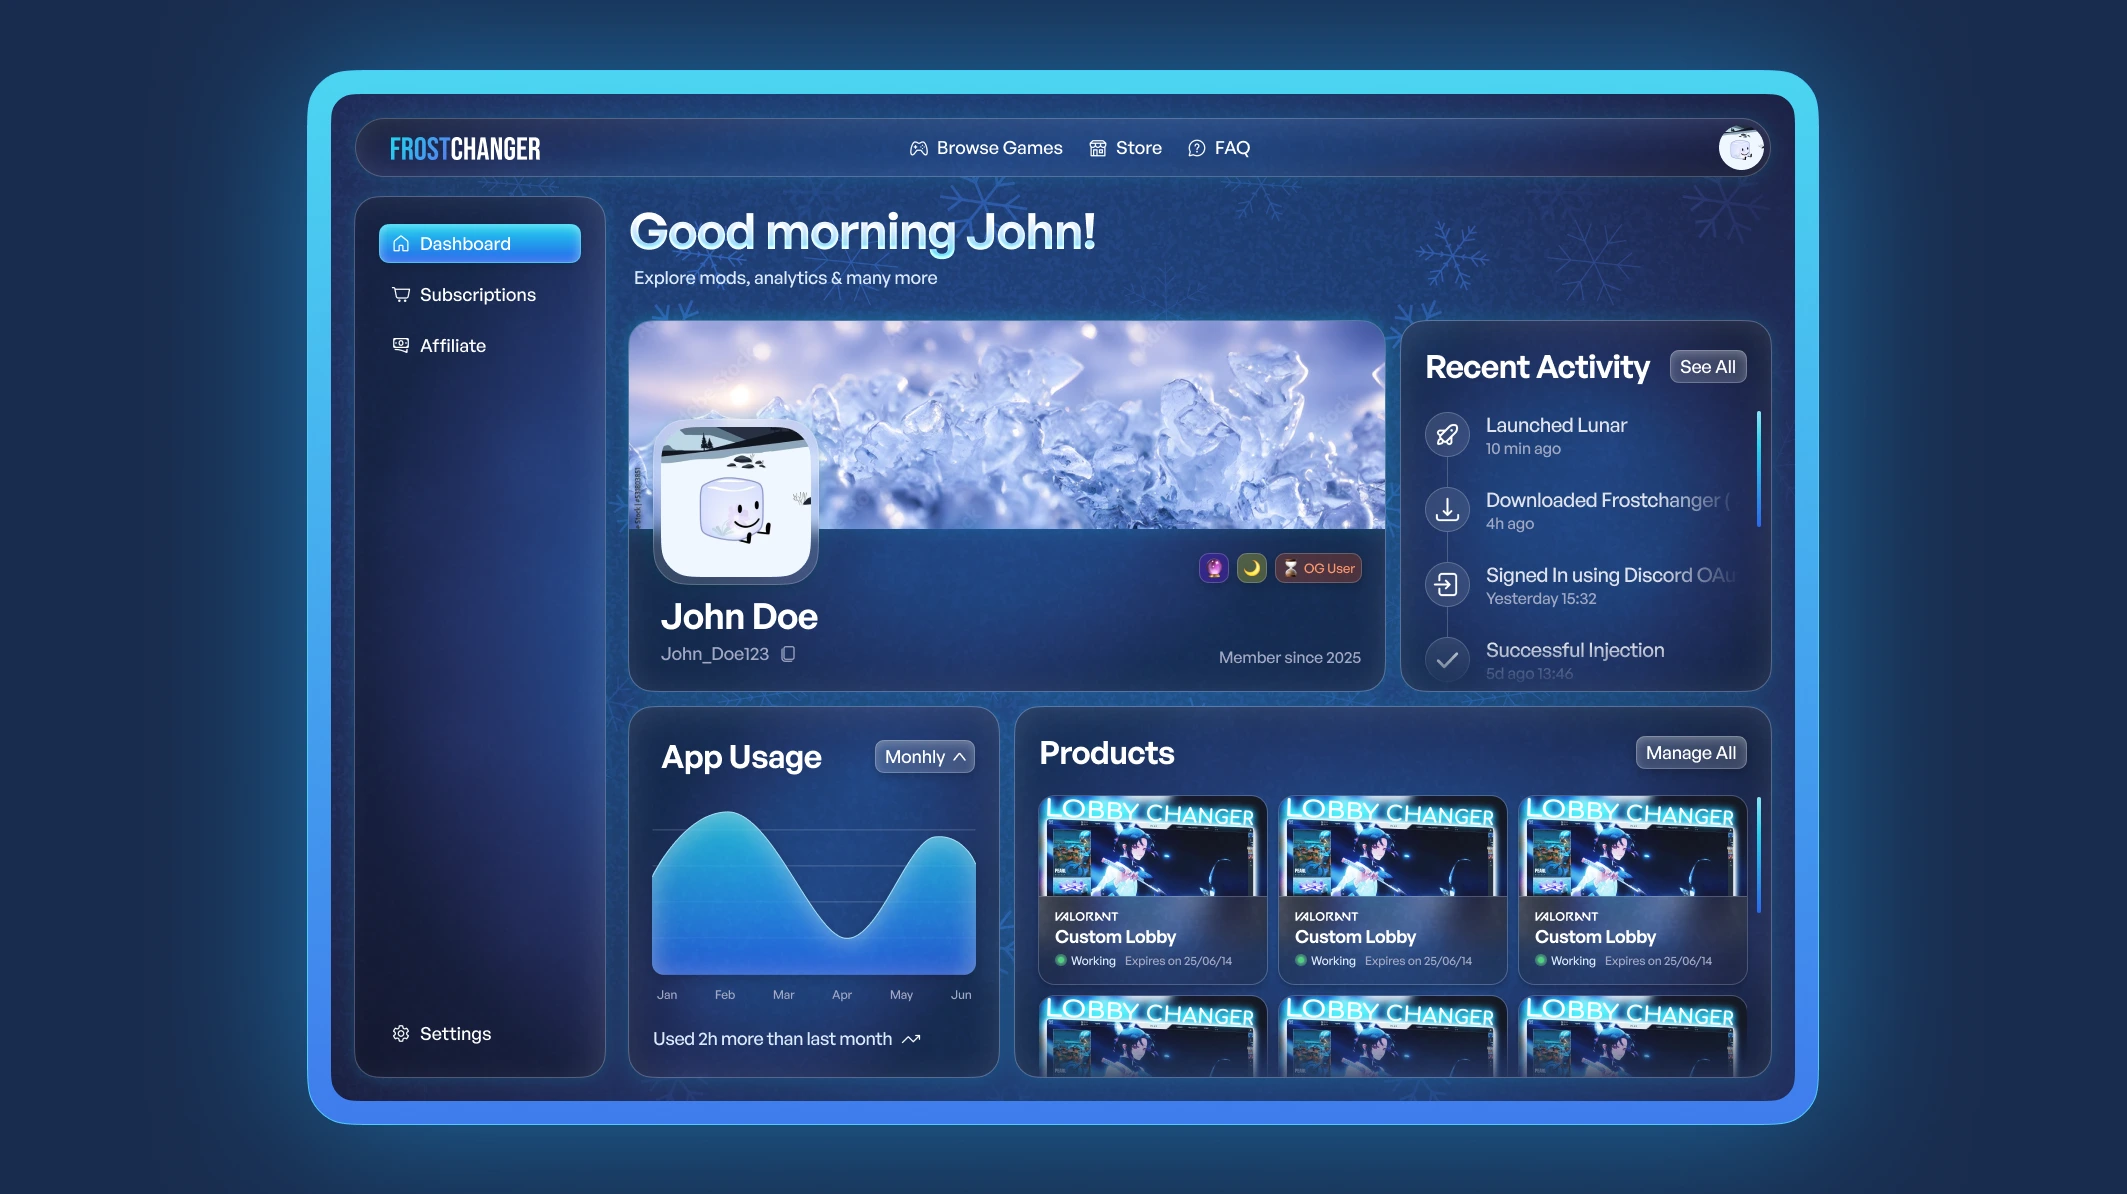 FROSTCHANGER
Browse Games
Store
FAQ
Dashboard
Subscriptions
Affiliate
Settings
Good morning John!
Explore mods, analytics & many more
OG User
John Doe
John_Doe123
Member since 2025
Recent Activity
See All
Launched Lunar
10 min ago
Downloaded Frostchanger (
4h ago
Signed In using Discord OAu
Yesterday 15:32
Successful Injection
5d ago 13:46
App Usage
Monhly
Jan Feb Mar Apr May Jun
Used 2h more than last month
Products
Manage All
LOBBY CHANGER
PEARL
VALORANT
Custom Lobby
Working Expires on 25/06/14
LOBBY CHANGER
PEARL
VALORANT
Custom Lobby
Working Expires on 25/06/14
LOBBY CHANGER
PEARL
VALORANT
Custom Lobby
Working Expires on 25/06/14
LOBBY CHANGER
LOBBY CHANGER
LOBBY CHANGER